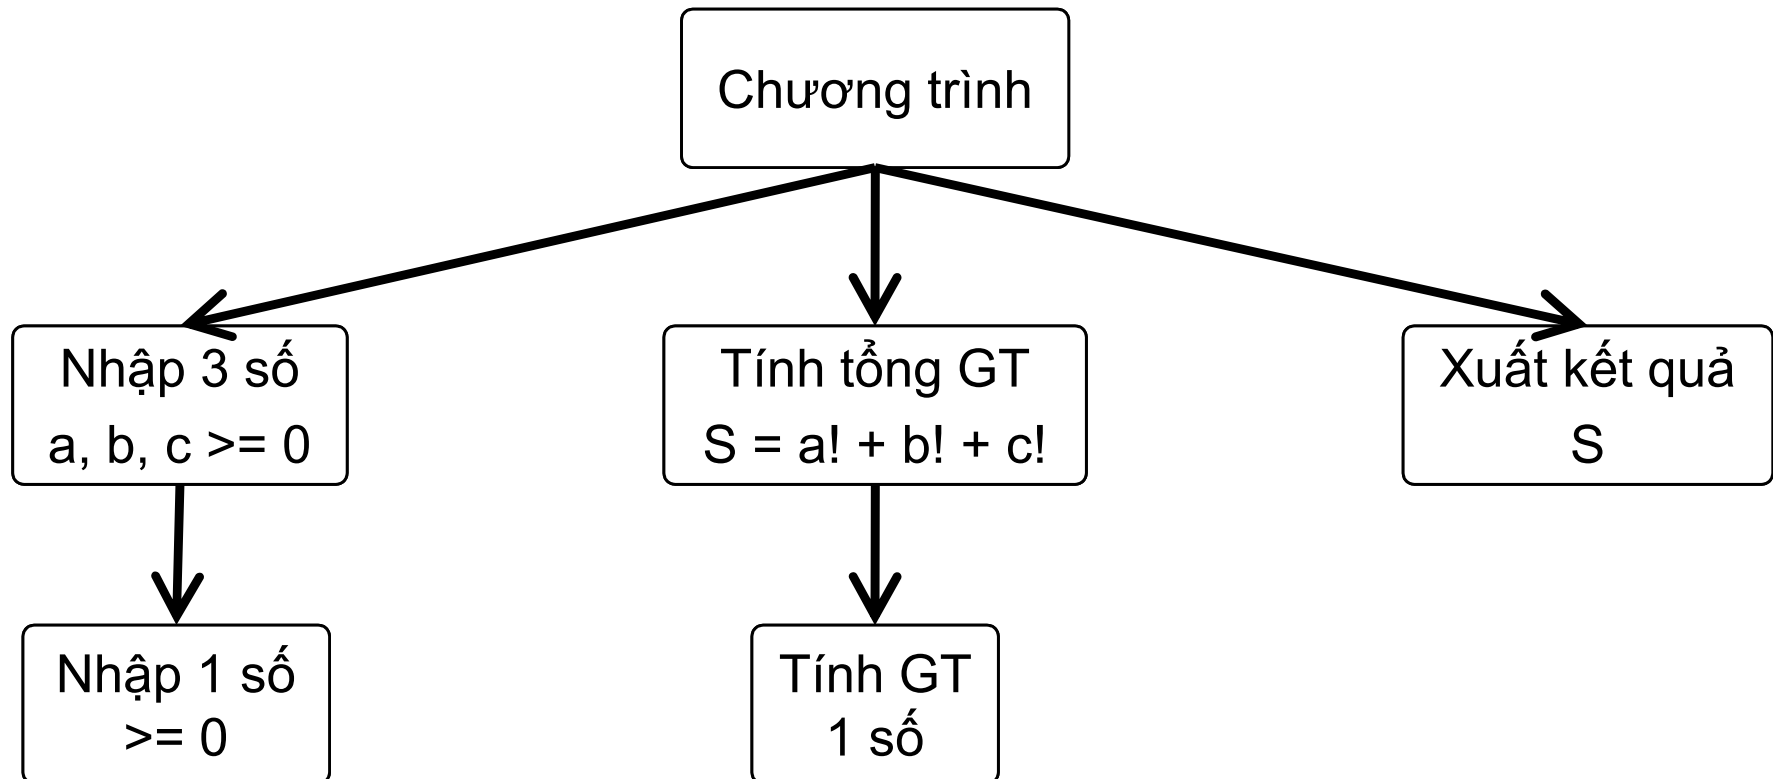 Chương trình
Nhập 3 số
a, b, c >= 0
Tính tổng GT
S = a! + b! + c!
Xuất kết quả
S
Nhập 1 số
>= 0
Tính GT
1 số